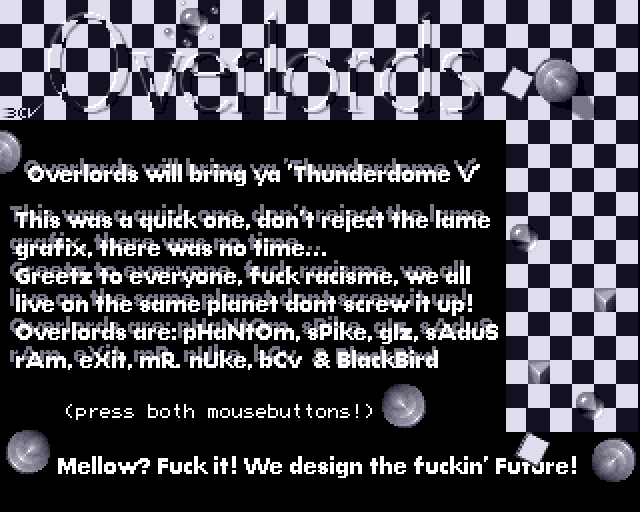 Overlords
BCV
Overlords will bring ya 'Thunderdome V'
This was a quick one, don't reject the lame
grafix, there was no time...
Greetz to everyone, fuck racisme, we all
live on the same planet dont screw it up!
Overlords are: pHaNtOm, sPike, glz, sAduS
rAm, eXit, mR. nUke, bCv & BlackBird
(press both mousebuttons!)
Mellow? Fuck it! We design the fuckin' Future!